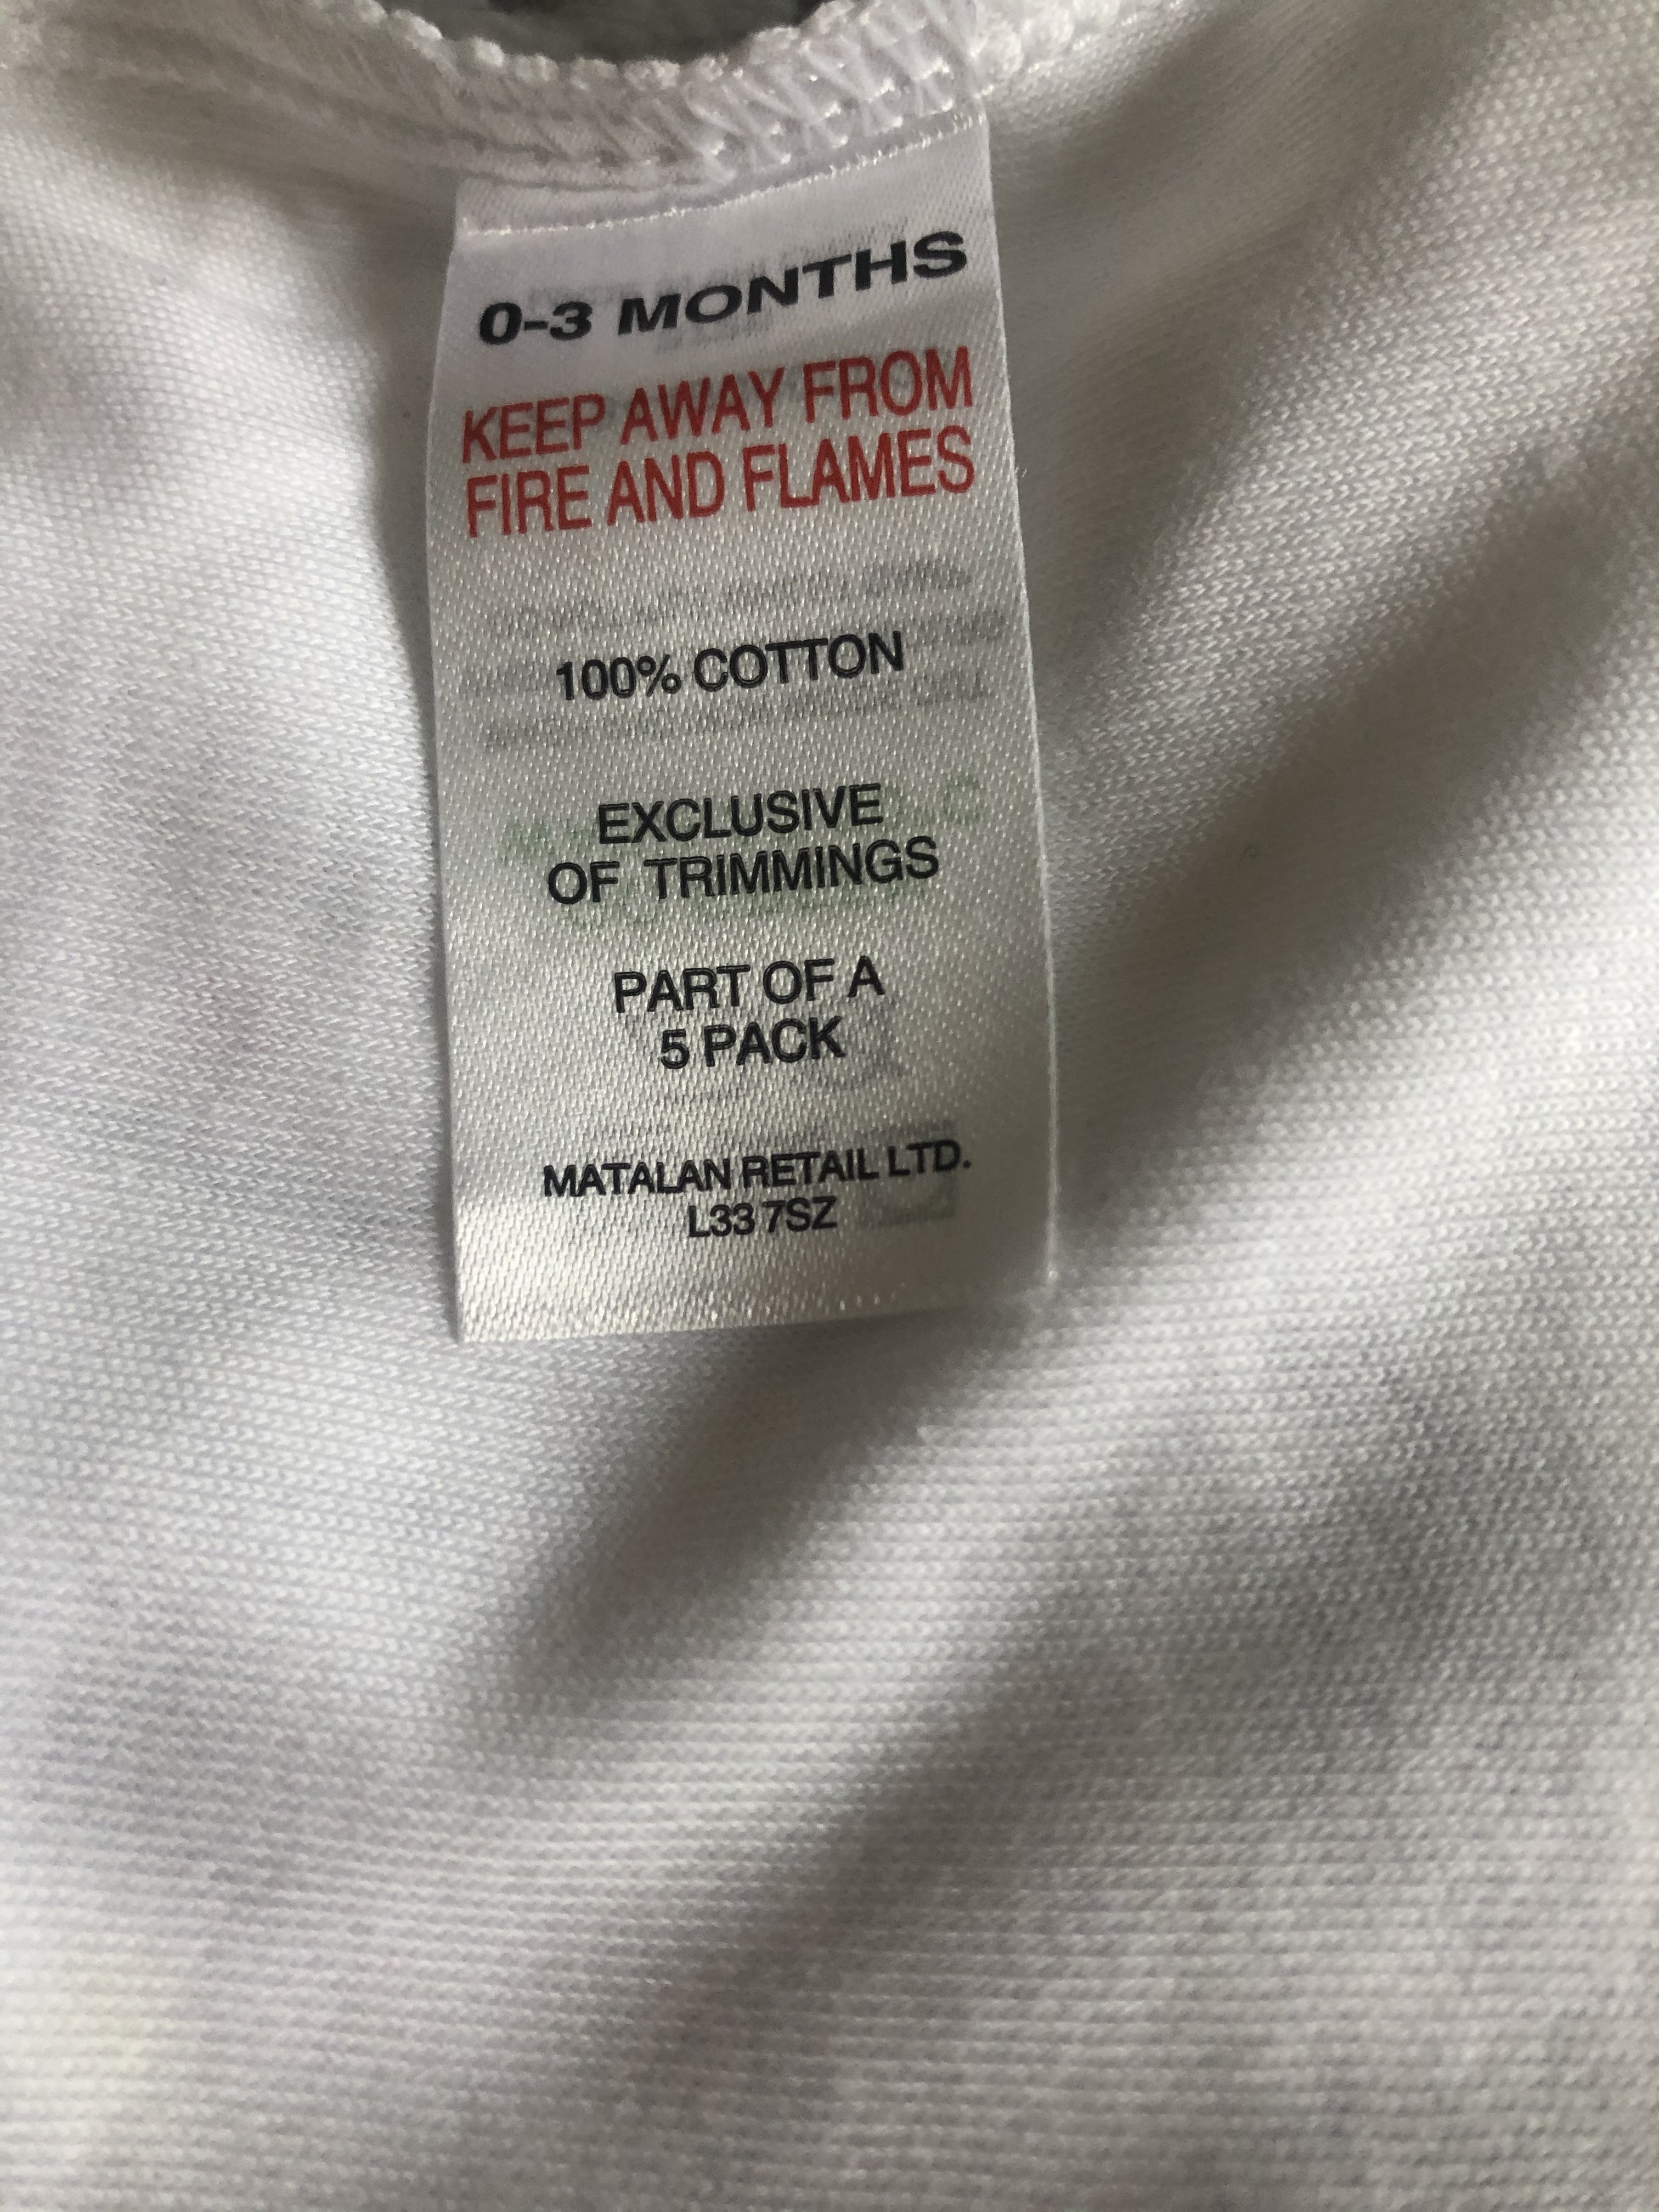 0-3 MONTHS
KEEP AWAY FROM
FIRE AND FLAMES
100% COTTON
EXCLUSIVE
OF TRIMMINGS
PART OF A
5 PACK
MATALAN RETAIL LTD.
L33 7SZ